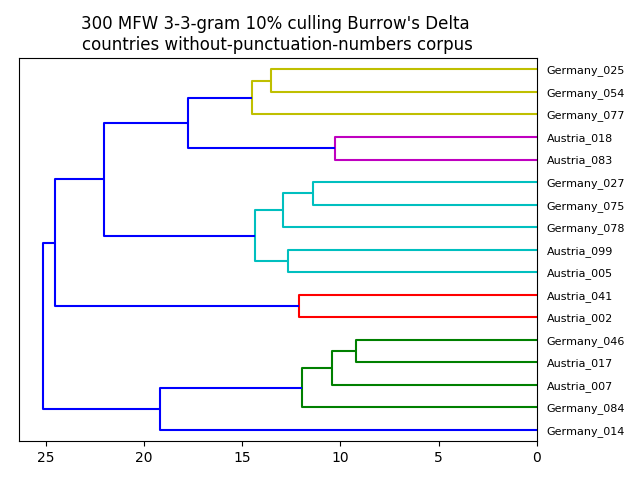 300 MFW 3-3-gram 10% culling Burrow's Delta
countries without-punctuation-numbers corpus
Germany_025
Germany_054
Germany_077
Austria_018
Austria_083
Germany_027
Germany_075
Germany_078
Austria_099
Austria_005
Austria_041
Austria_002
Germany_046
Austria_017
Austria_007
Germany_084
Germany_014
25 20 15 10 5 0